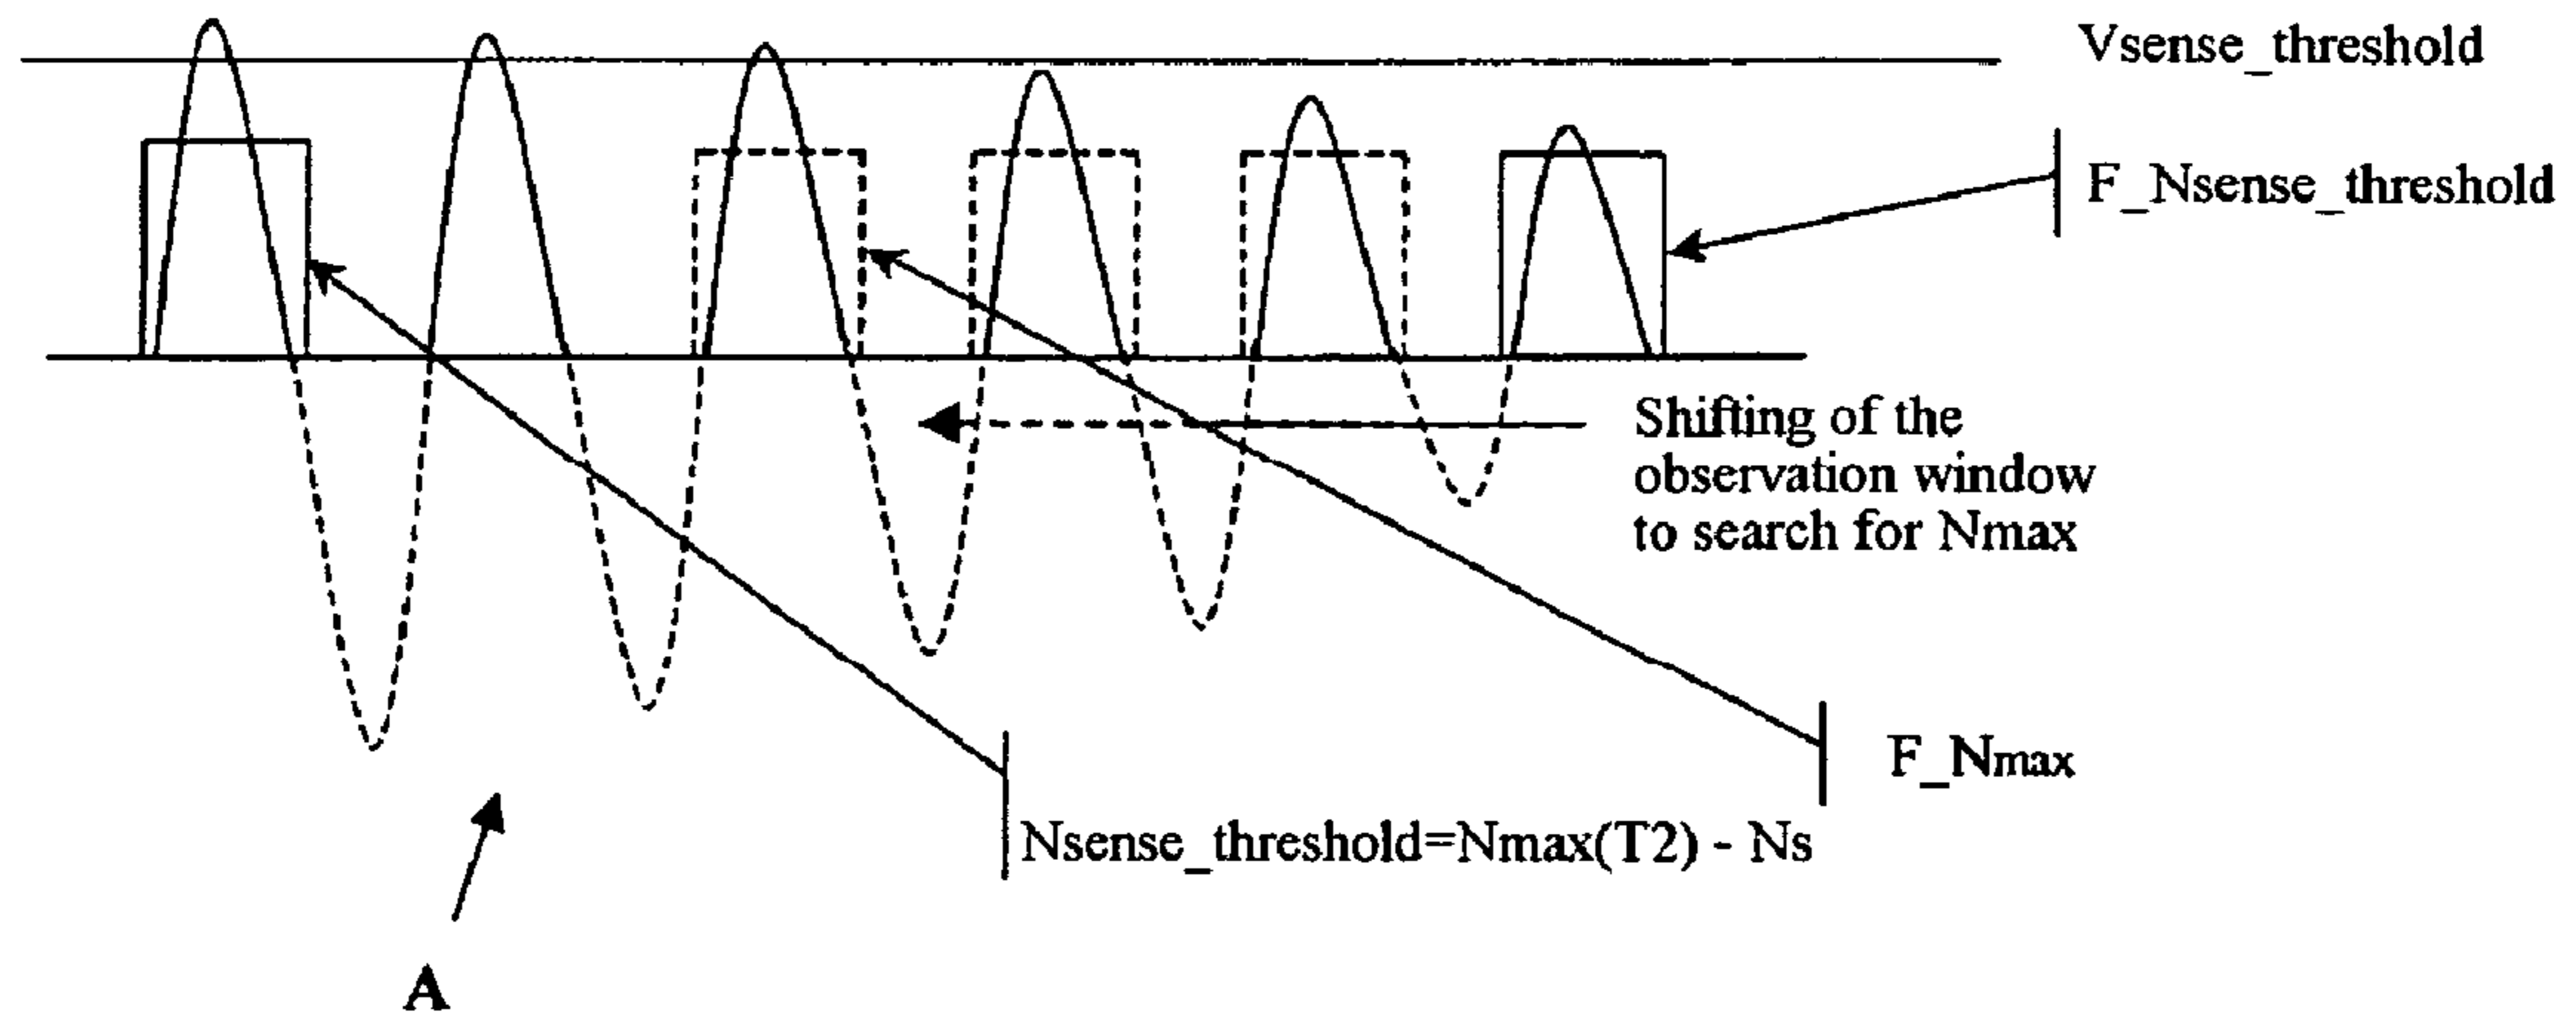 Vsense_threshold
F_Nsense_threshold
Shifting of the
observation window
to search for Nmax
F_Nmax
Nsense_threshold=Nmax(T2) - Ns
A